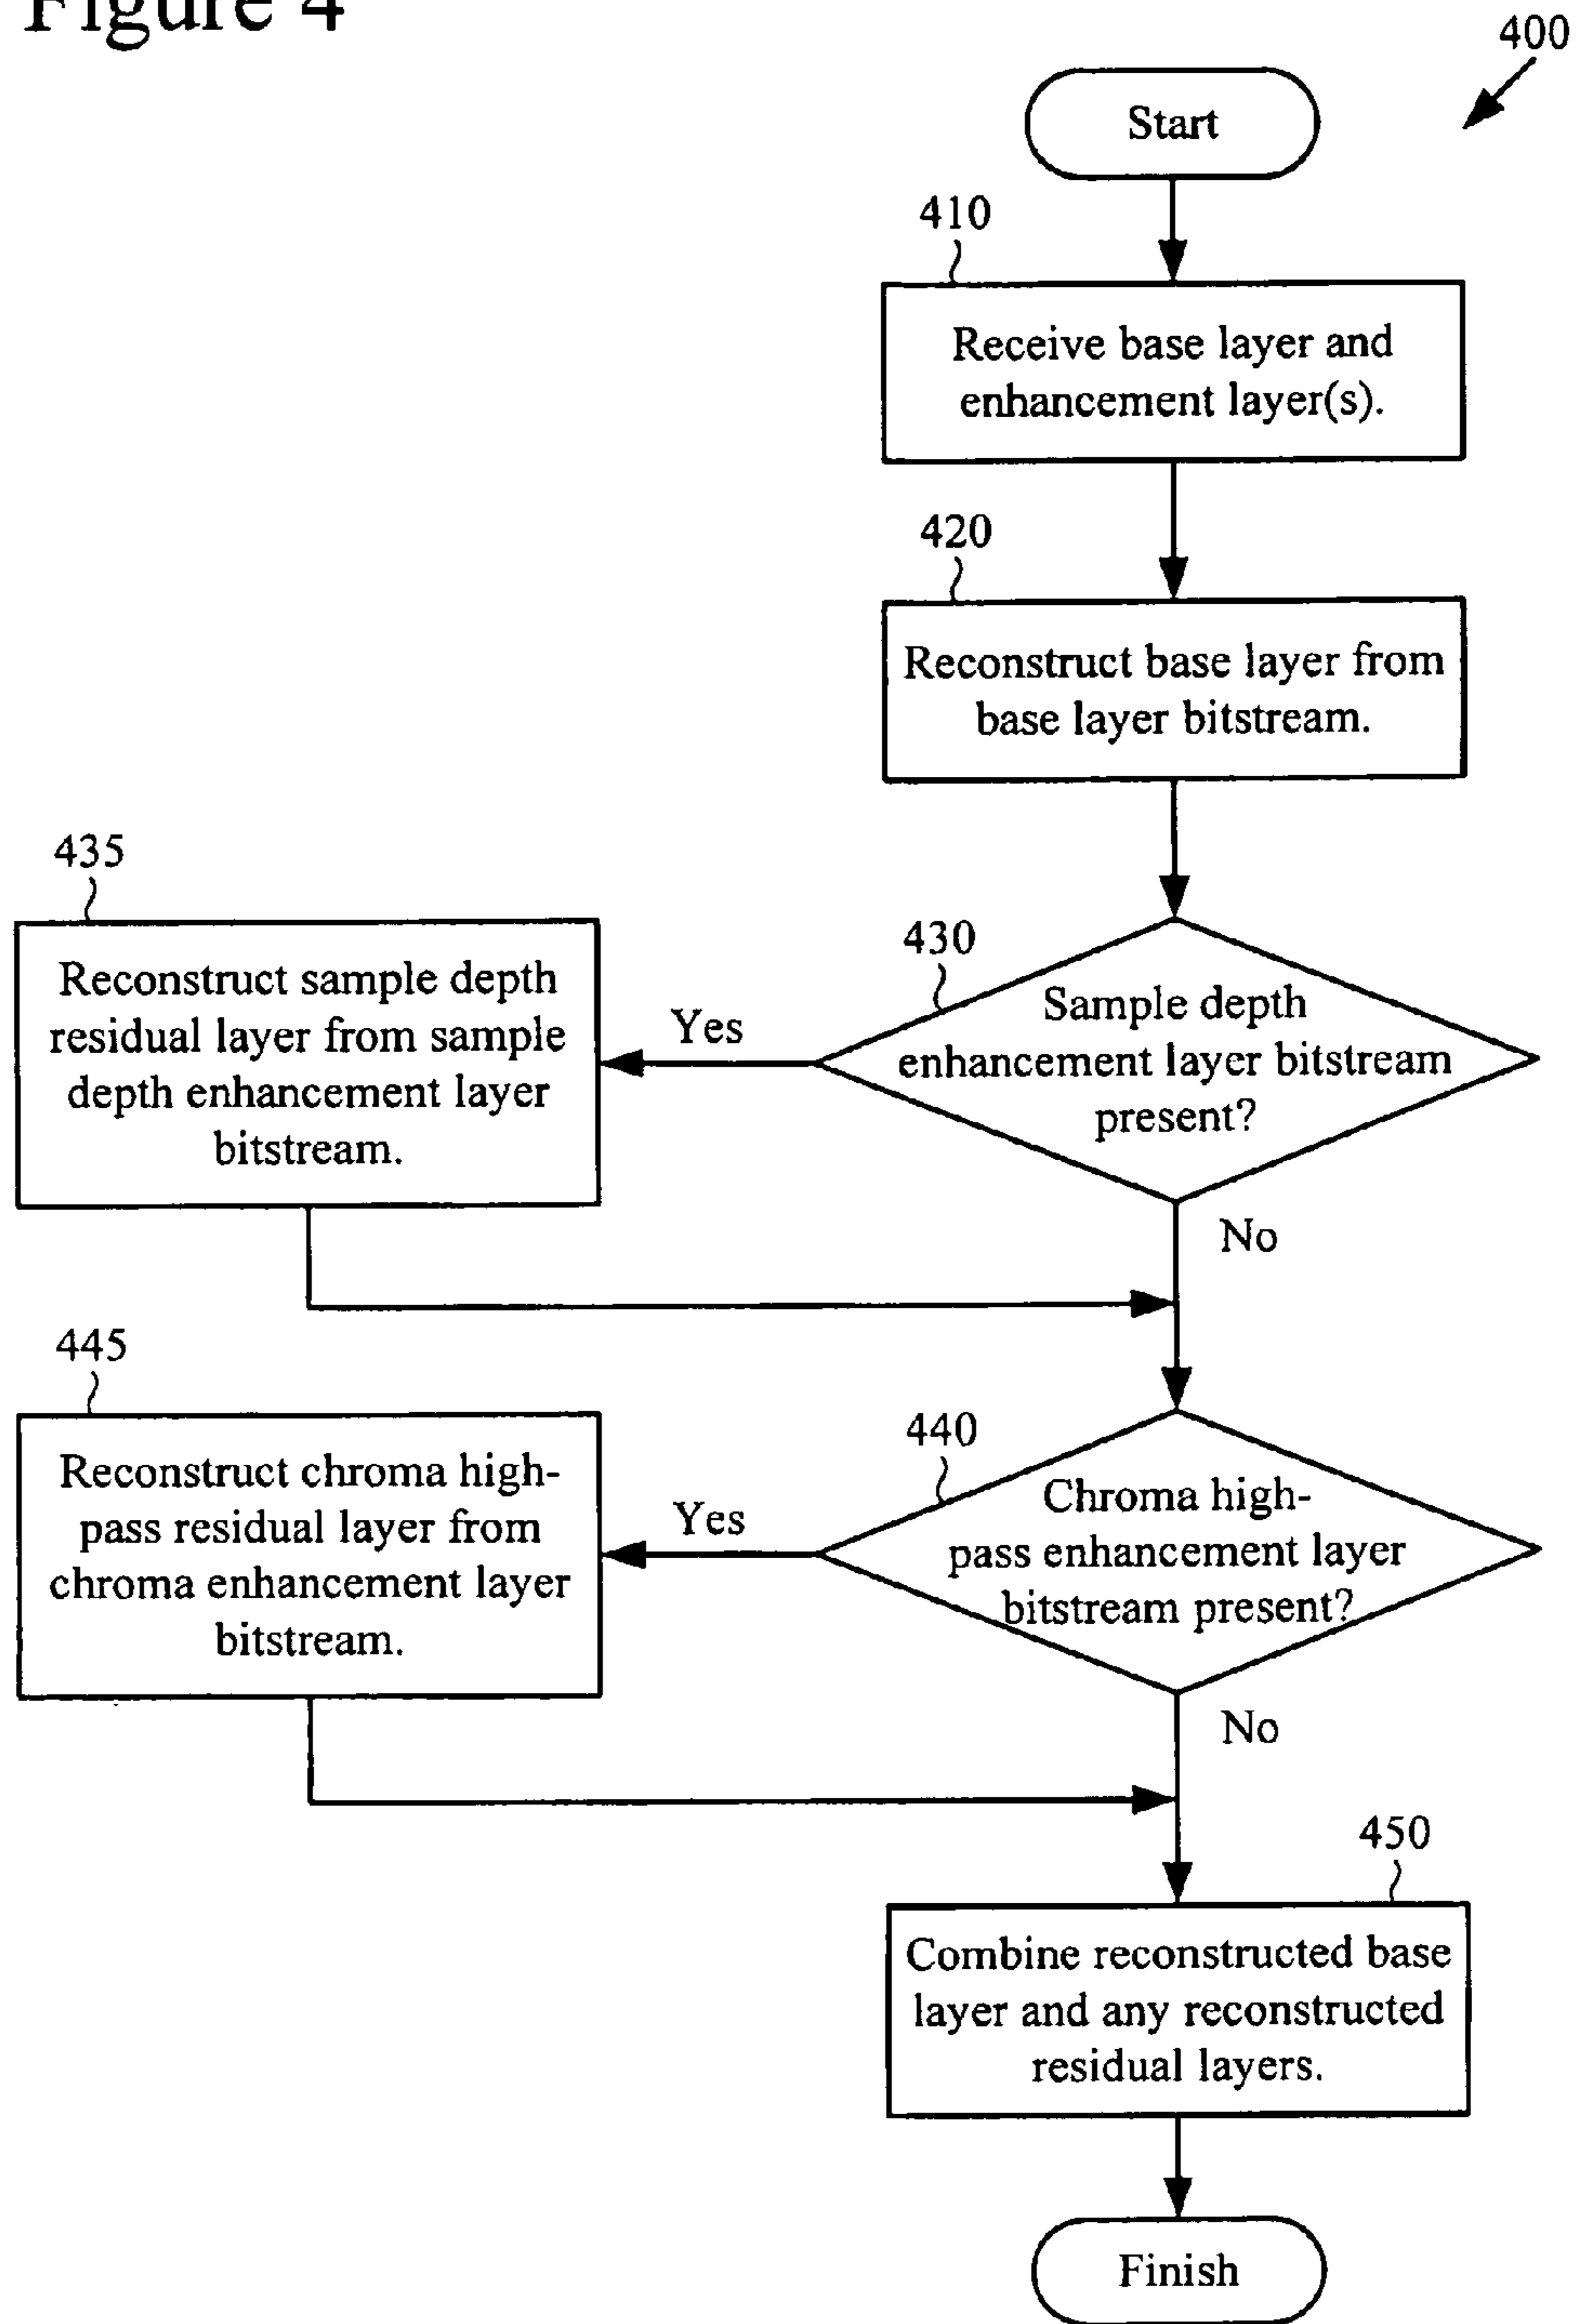 Figure 4
400
Start
410
Receive base layer and
enhancement layer(s).
420
Reconstruct base layer from
base layer bitstream.
435
Reconstruct sample depth
residual layer from sample
depth enhancement layer
bitstream.
Yes
430
Sample depth
enhancement layer bitstream
present?
No
445
Reconstruct chroma high-
pass residual layer from
chroma enhancement layer
bitstream.
Yes
440
Chroma high-
pass enhancement layer
bitstream present?
No
450
Combine reconstructed base
layer and any reconstructed
residual layers.
Finish